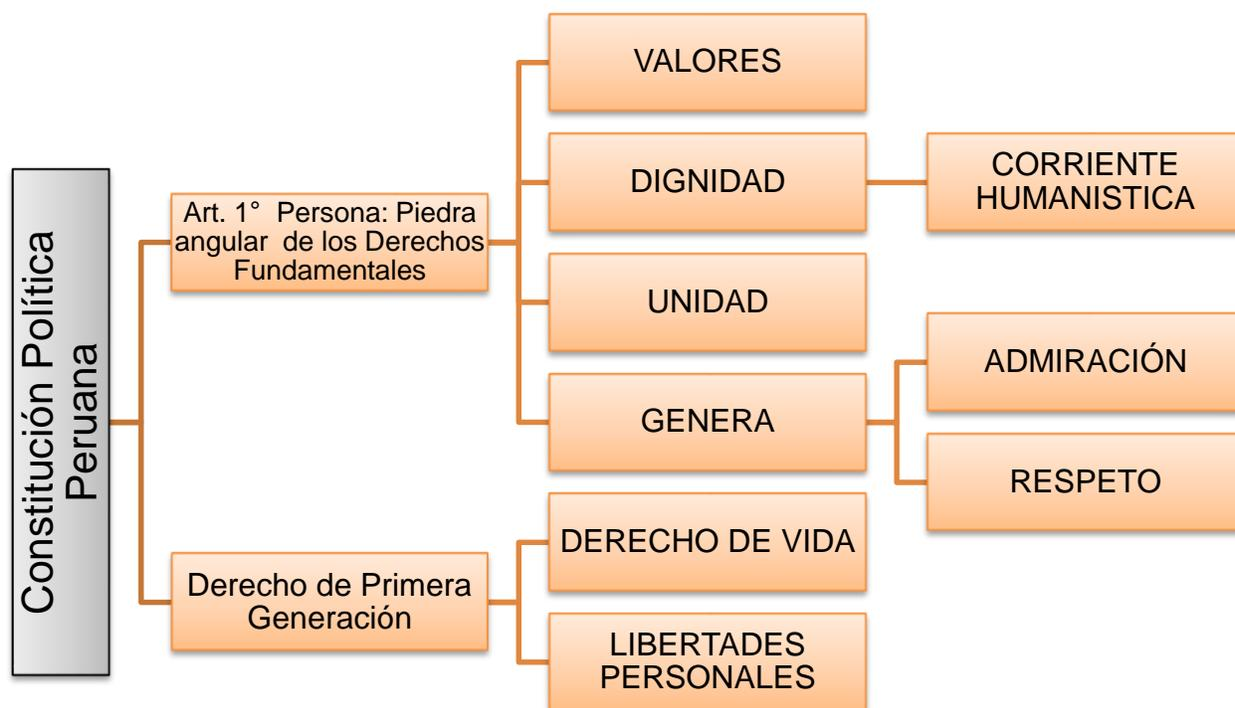 Constitución Política
Peruana
Art. 1° Persona: Piedra
angular de los Derechos
Fundamentales
VALORES
DIGNIDAD
CORRIENTE
HUMANISTICA
UNIDAD
GENERA
ADMIRACIÓN
RESPETO
Derecho de Primera
Generación
DERECHO DE VIDA
LIBERTADES
PERSONALES